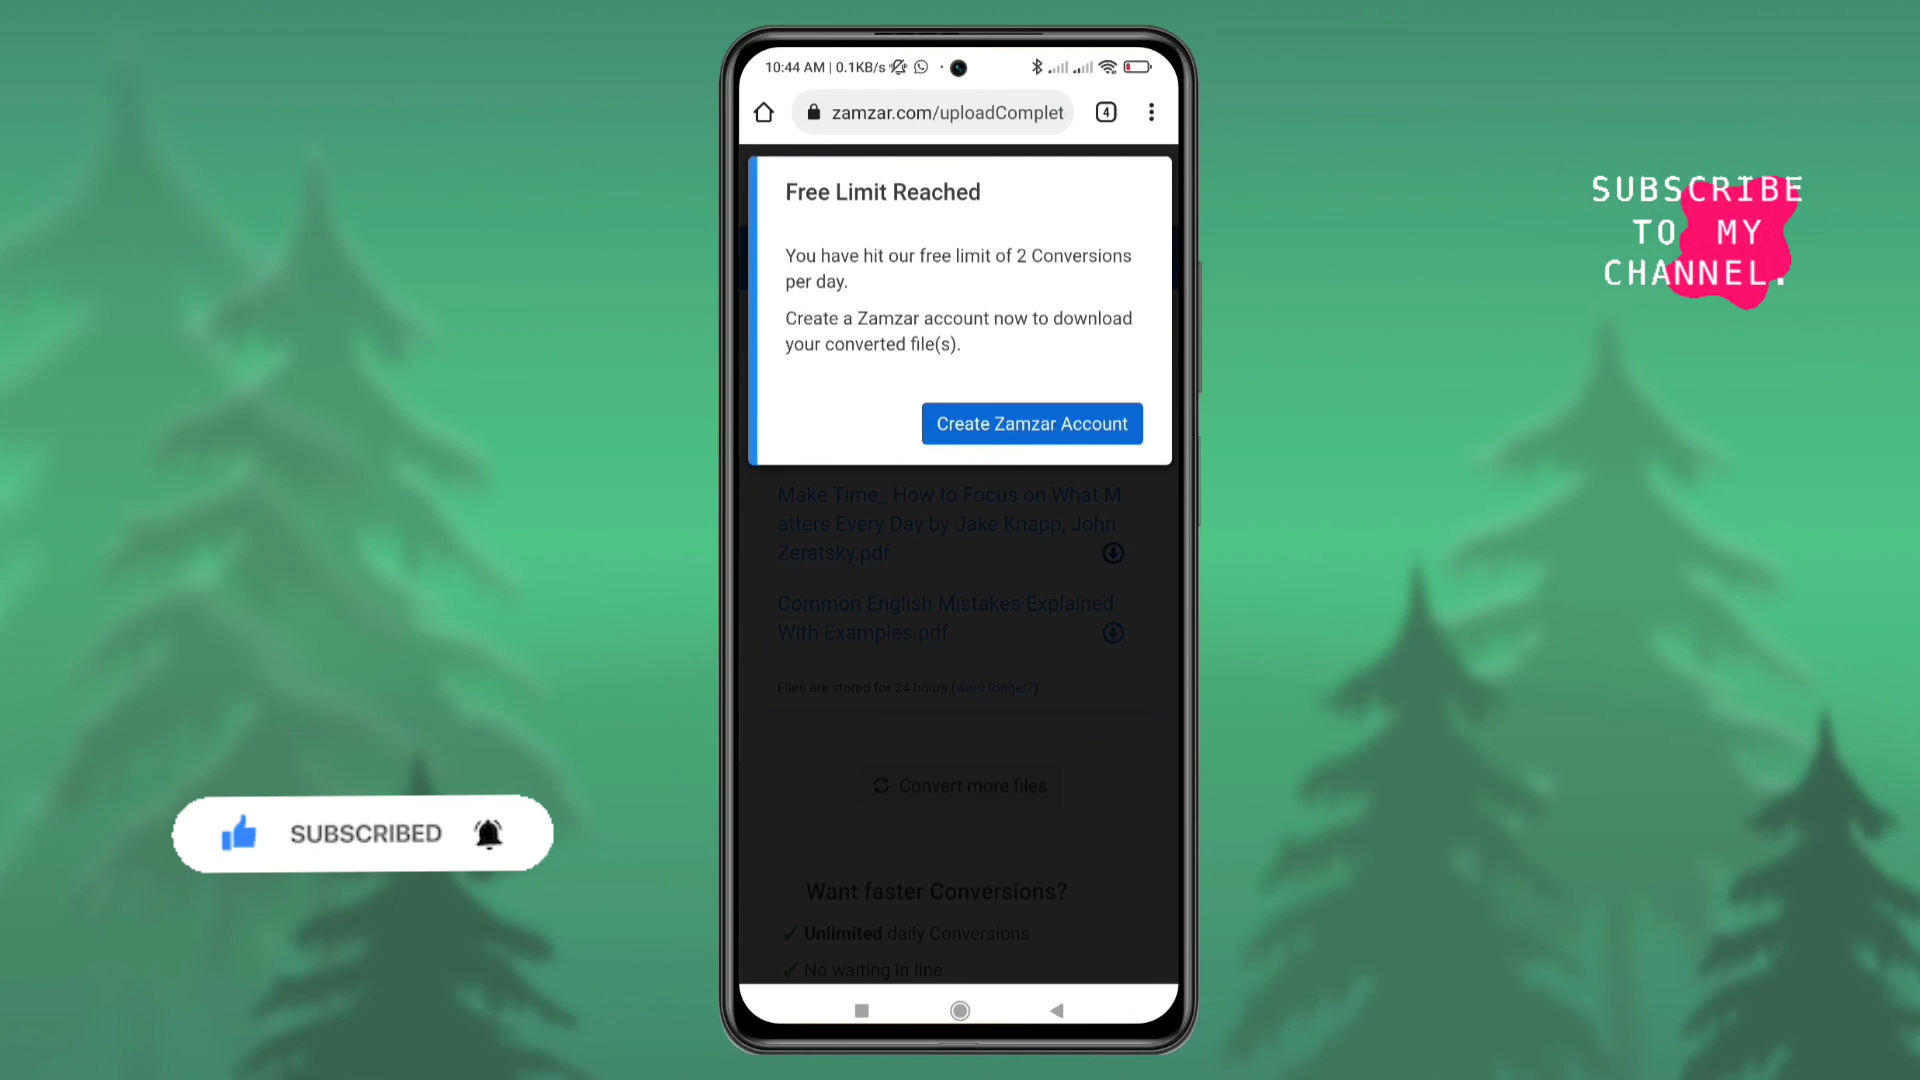 10:44 AM | 0.1KB/s
zamzar.com/uploadComplet
4
Free Limit Reached
You have hit our free limit of 2 Conversions
per day.
Create a Zamzar account now to download
your converted file(s).
Create Zamzar Account
Make Time_ How to Focus on What M
atters Every Day by Jake Knapp, John
Zeratsky.pdf
Common English Mistakes Explained
With Examples.pdf
Files are stored for 24 hours (want longer?)
Convert more files
Want faster Conversions?
✓ Unlimited daily Conversions
✓ No waiting in line
SUBSCRIBE
TO MY
CHANNEL.
SUBSCRIBED